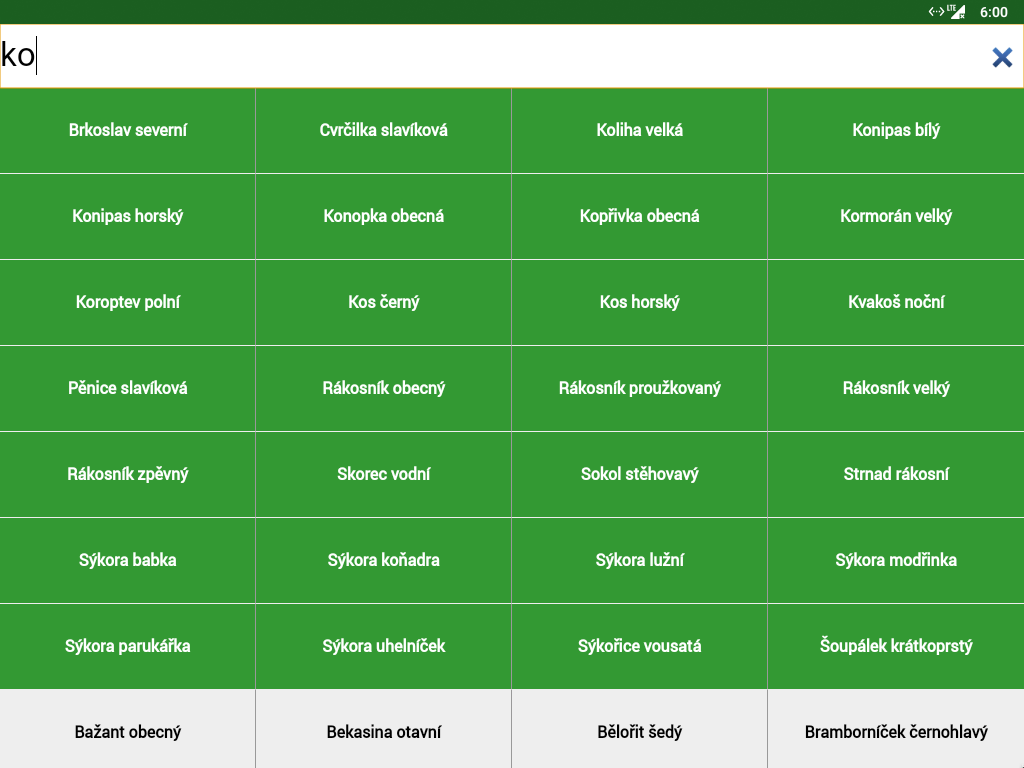 LTE 6:00
ko
Brkoslav severní Cvrčilka slavíková Koliha velká Konipas bílý
Konipas horský Konopka obecná Kopřivka obecná Kormorán velký
Koroptev polní Kos černý Kos horský Kvakoš noční
Pěnice slavíková Rákosník obecný Rákosník proužkovaný Rákosník velký
Rákosník zpěvný Skorec vodní Sokol stěhovavý Strnad rákosní
Sýkora babka Sýkora koňadra Sýkora lužní Sýkora modřinka
Sýkora parukářka Sýkora uhelníček Sýkořice vousatá Šoupálek krátkoprstý
Bažant obecný Bekasina otavní Bělořit šedý Bramborníček černohlavý